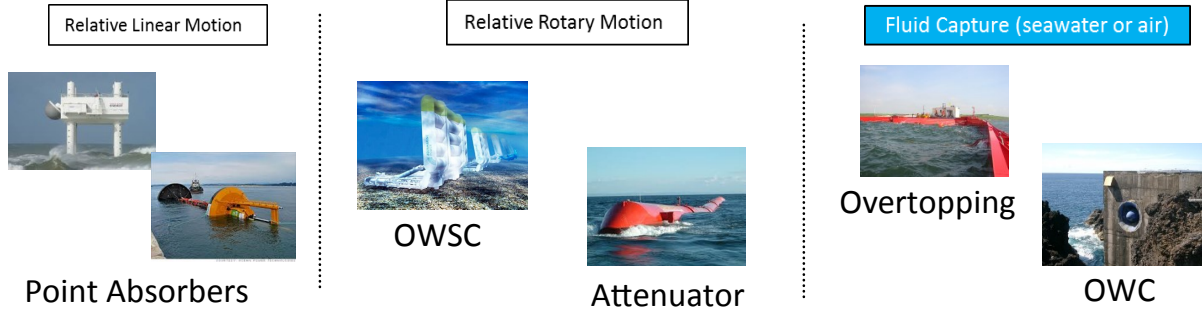 Relative Linear Motion
Relative Rotary Motion
Fluid Capture (seawater or air)
Point Absorbers
OWSC
Attenuator
Overtopping
OWC